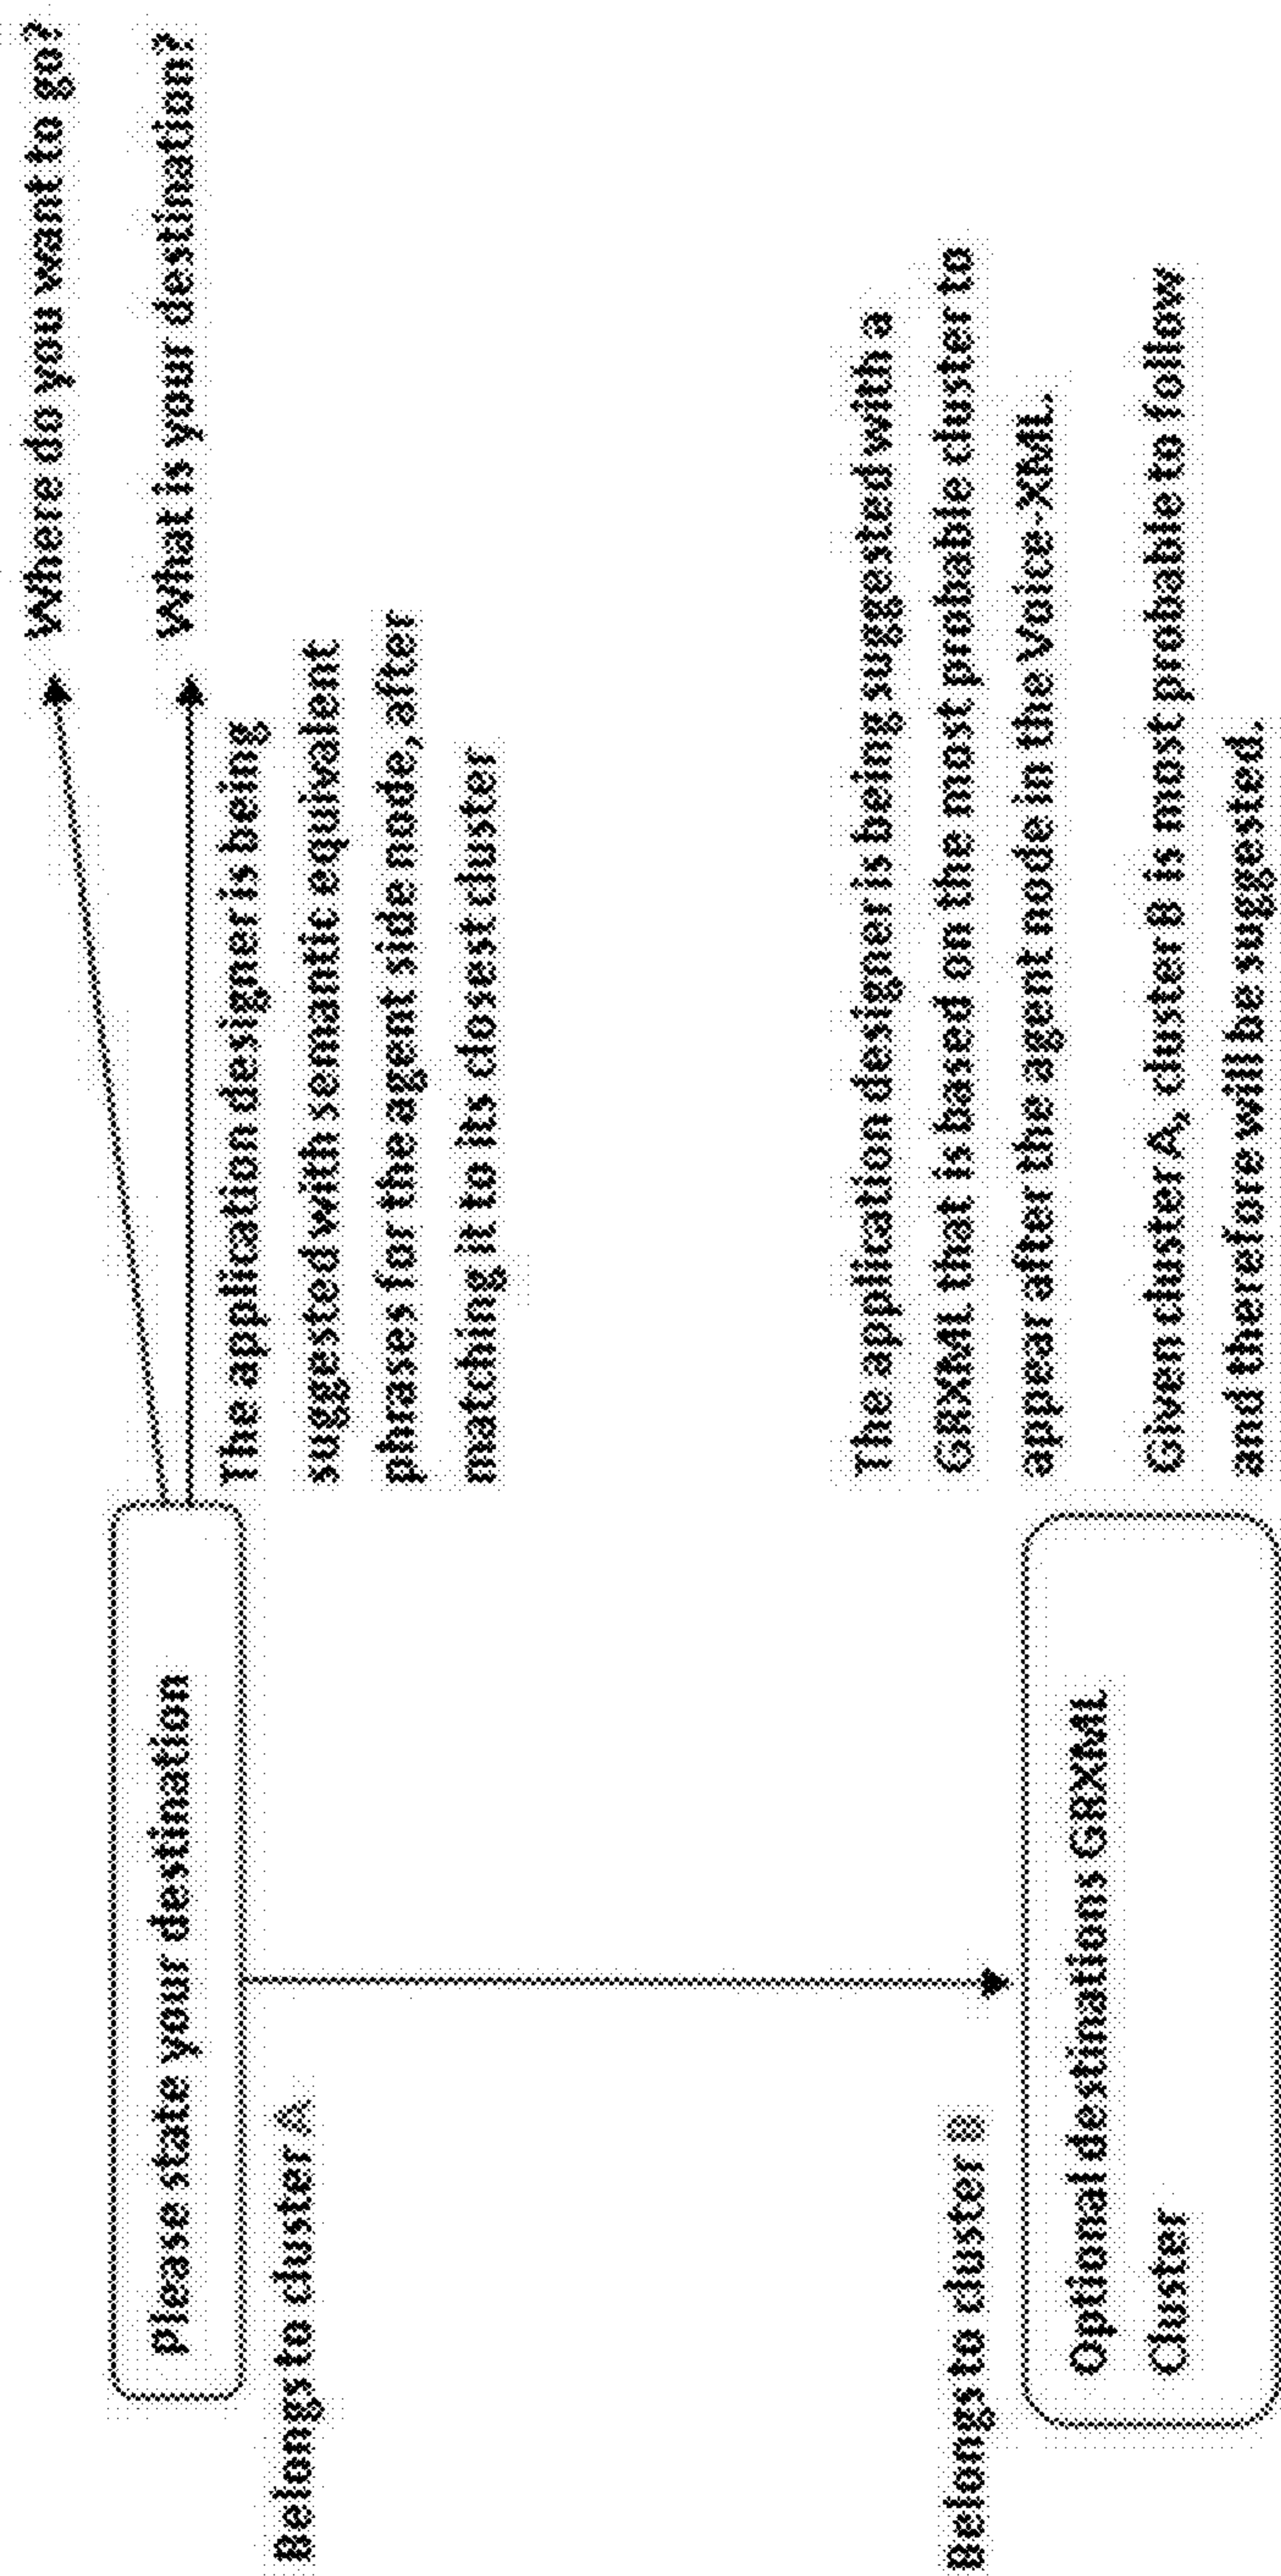 Where do you want to go?
Please state your destination
What is your destination?
Belongs to cluster A
The application designer is being
suggested with semantic equivalent
phrases for the agent side node, after
matching it to its closest cluster
Belongs to cluster B
The application designer is being suggested with a
GRXML that is based on the most probable cluster to
appear after the agent node in the Voice-XML.
Optional destinations GRXML
Cluster
Given cluster A, cluster B is most probable to follow
and therefore will be suggested.